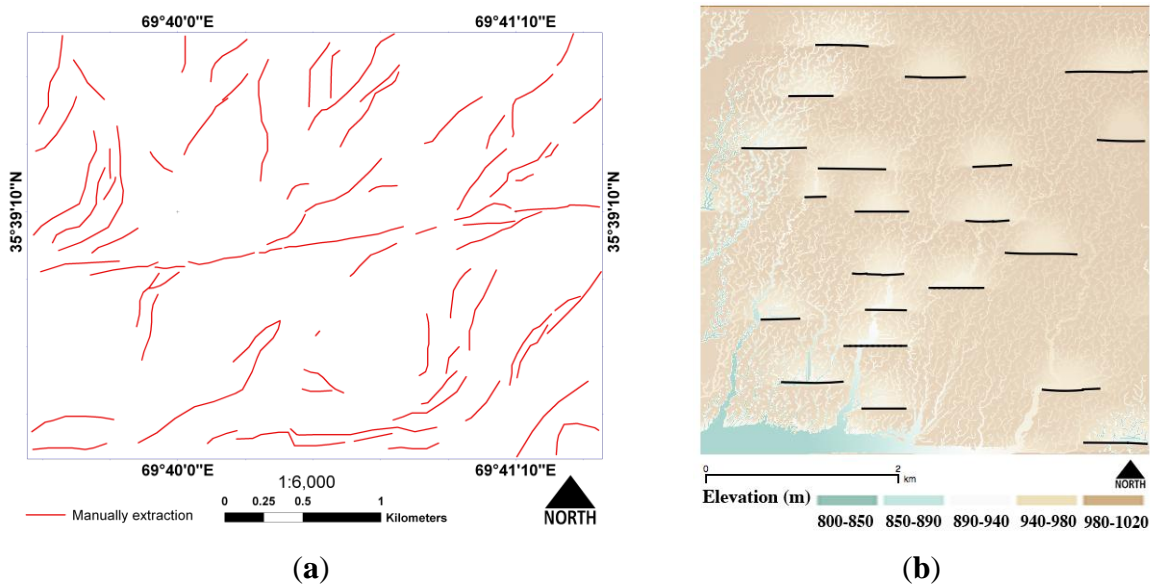 69°40'0"E 69°41'10"E
35°39'10"N
35°39'10"N
69°40'0"E 69°41'10"E
1:6,000
0 0.25 0.5 1
Kilometers
Manually extraction
NORTH
(a)
0 2
km
NORTH
Elevation (m)
800-850 850-890 890-940 940-980 980-1020
(b)